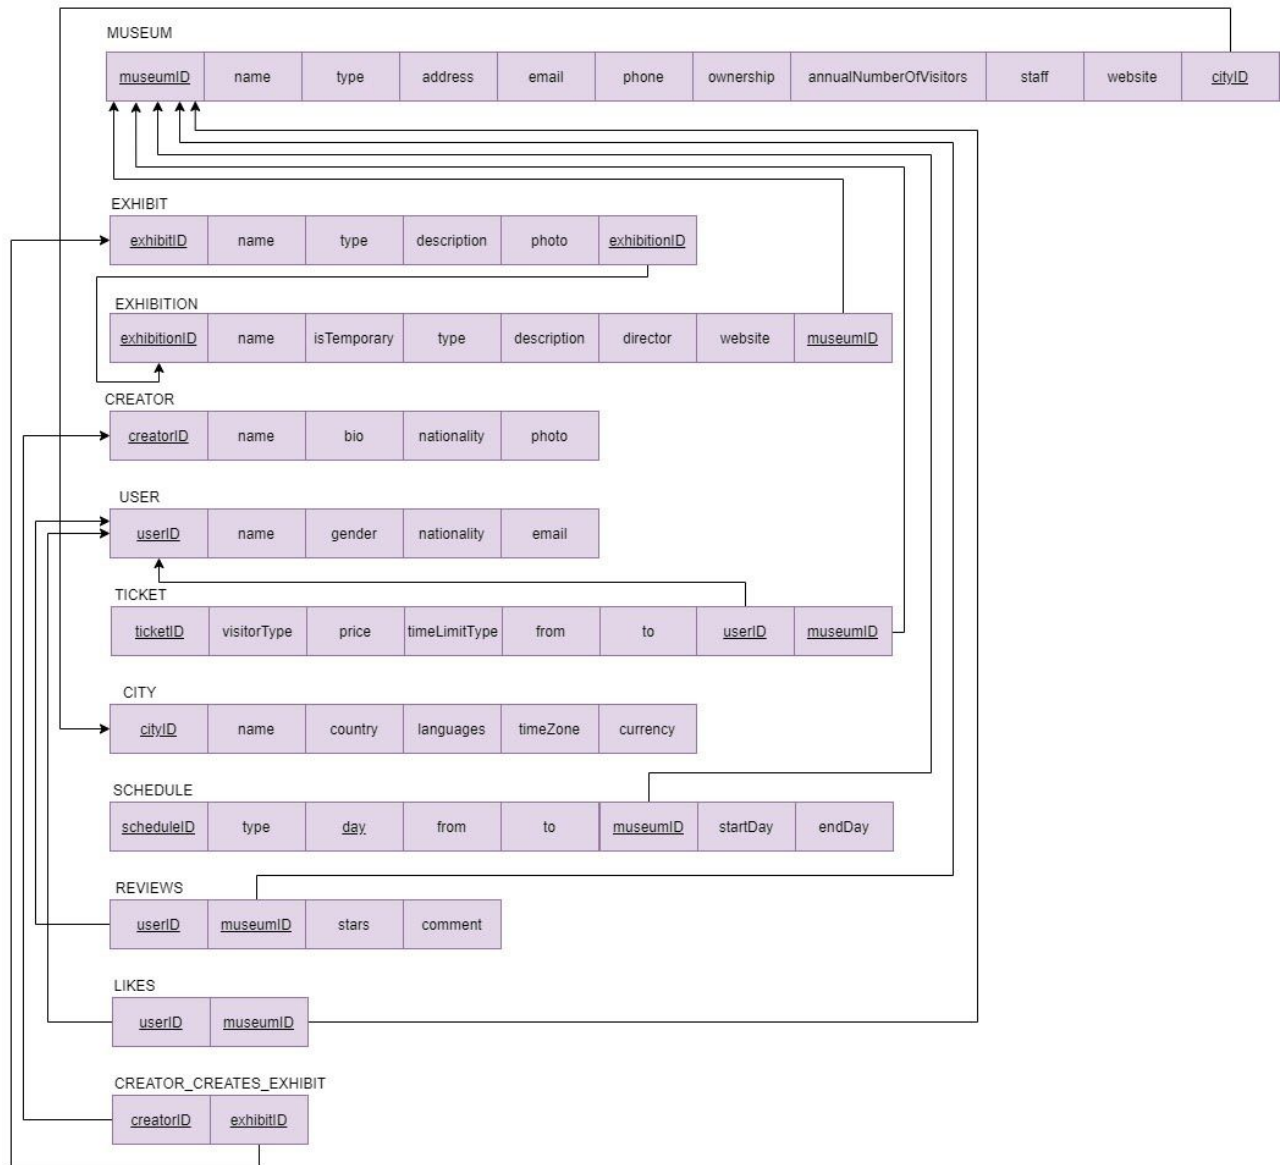 MUSEUM
museumID name type address email phone ownership annualNumberOfVisitors staff website cityID
EXHIBIT
exhibitID name type description photo exhibitionID
EXHIBITION
exhibitionID name isTemporary type description director website museumID
CREATOR
creatorID name bio nationality photo
USER
userID name gender nationality email
TICKET
ticketID visitorType price timeLimitType from to userID museumID
CITY
cityID name country languages timeZone currency
SCHEDULE
scheduleID type day from to museumID startDay endDay
REVIEWS
userID museumID stars comment
LIKES
userID museumID
CREATOR_CREATES_EXHIBIT
creatorID exhibitID